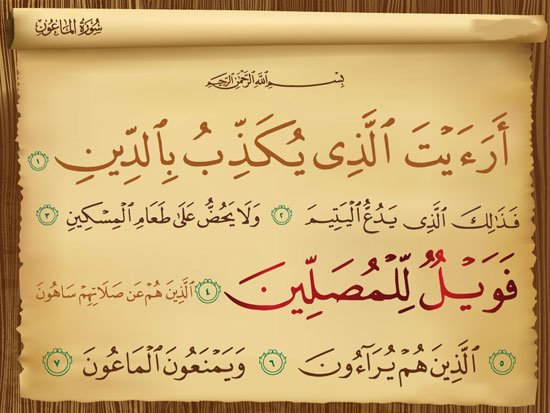 سُورَةُ المَاعُون
بِسْمِ اللَّهِ الرَّحْمَٰنِ الرَّحِيمِ
أَرَءَيْتَ ٱلَّذِى يُكَذِّبُ بِٱلدِّينِ ١
فَذَٰلِكَ ٱلَّذِى يَدُعُّ ٱلْيَتِيمَ ٢ وَلَا يَحُضُّ عَلَىٰ طَعَامِ ٱلْمِسْكِينِ ٣
فَوَيْلٌ لِّلْمُصَلِّينَ ٤ ٱلَّذِينَ هُمْ عَن صَلَاتِهِمْ سَاهُونَ
٥ ٱلَّذِينَ هُمْ يُرَآءُونَ ٦ وَيَمْنَعُونَ ٱلْمَاعُونَ ٧